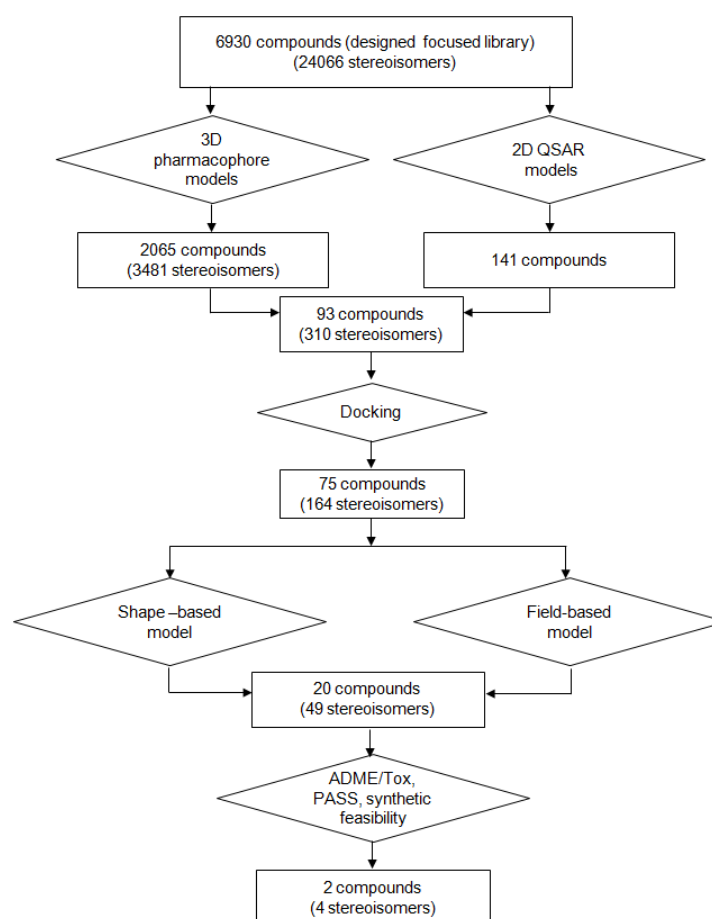 6930 compounds (designed focused library)
(24066 stereoisomers)
3D
pharmacophore
models
2D QSAR
models
2065 compounds
(3481 stereoisomers)
141 compounds
93 compounds
(310 stereoisomers)
Docking
75 compounds
(164 stereoisomers)
Shape –based
model
Field-based
model
20 compounds
(49 stereoisomers)
ADME/Tox,
PASS, synthetic
feasibility
2 compounds
(4 stereoisomers)